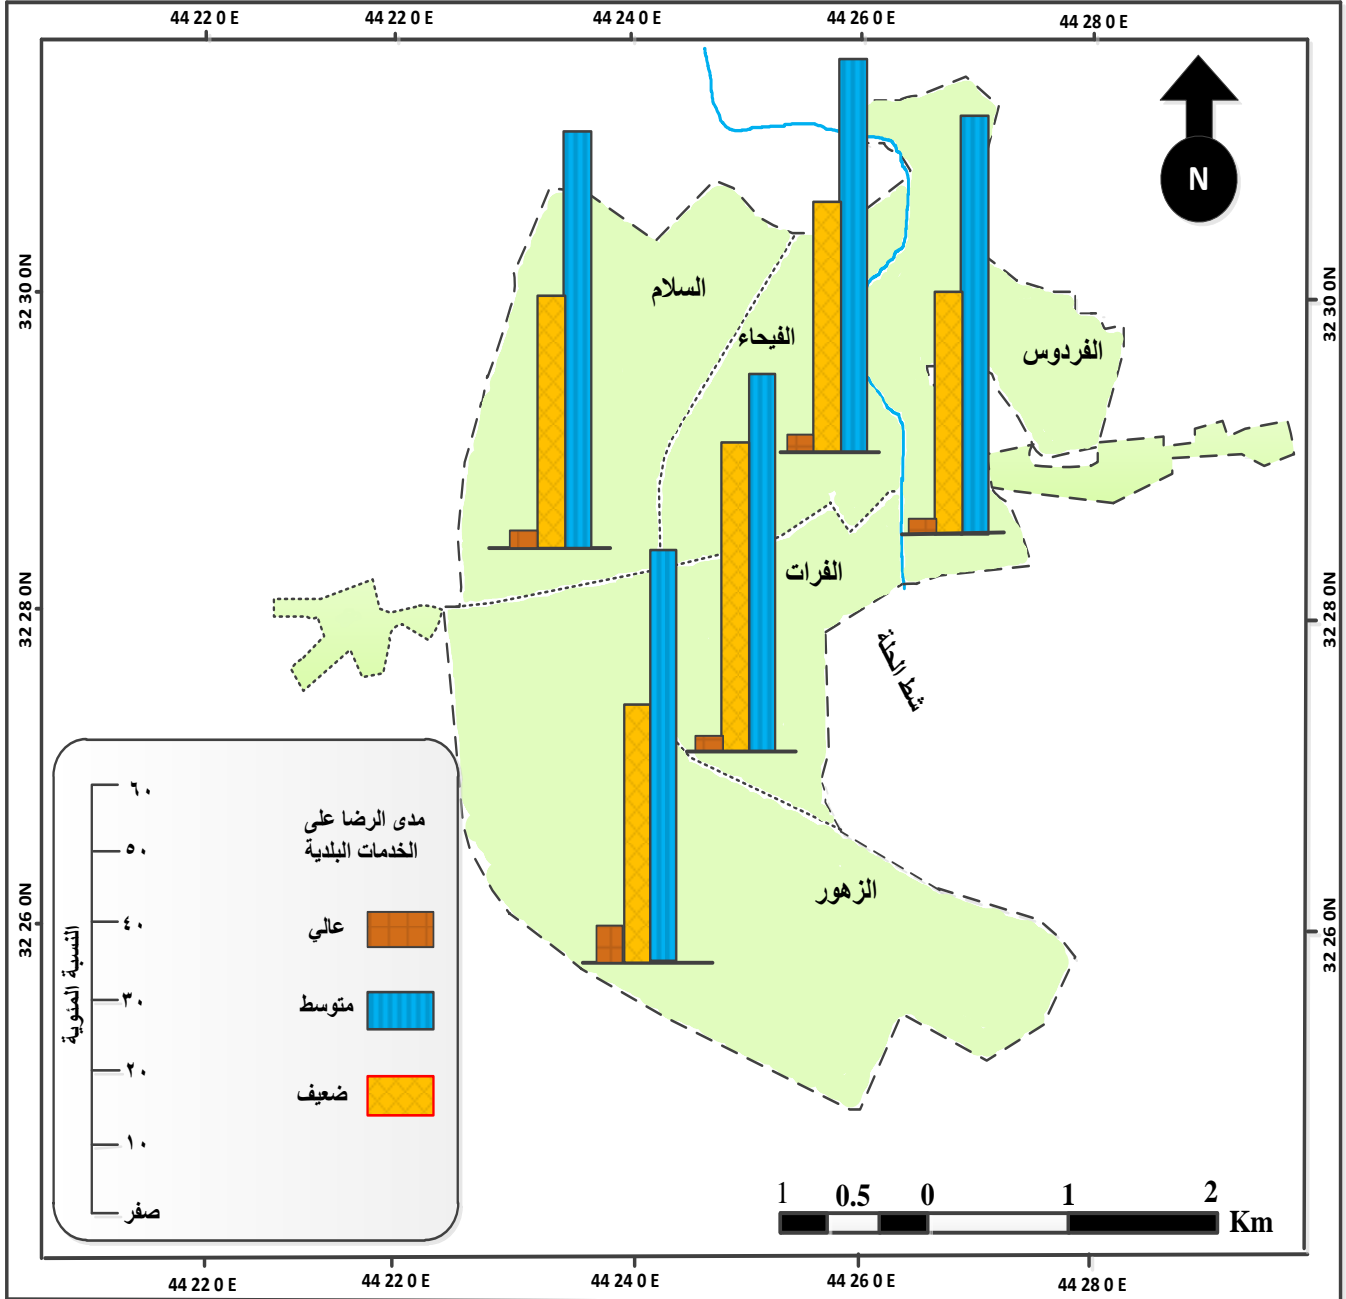 44 22 0 E
44 22 0 E
44 24 0 E
44 26 0 E
44 28 0 E
N
32 30 0N
32 30 0N
السلام
الفيحاء
الفردوس
32 28 0N
32 28 0N
الفرات
شط الحلة
الزهور
32 26 0N
32 26 0N
مدى الرضا على
الخدمات البلدية
عالي
متوسط
ضعيف
النسبة المئوية
٦٠
٥٠
٤٠
٣٠
٢٠
١٠
صفر
1 0.5 0 1 2
Km
44 22 0 E
44 22 0 E
44 24 0 E
44 26 0 E
44 28 0 E